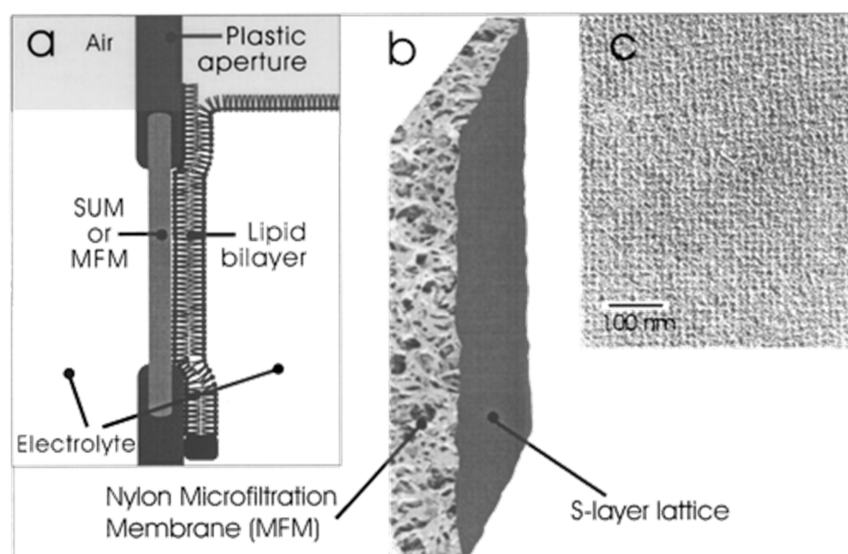 a
Air
Plastic
aperture
SUM
or
MFM
Lipid
bilayer
Electrolyte
b
Nylon Microfiltration
Membrane (MFM)
S-layer lattice
c
100 nm